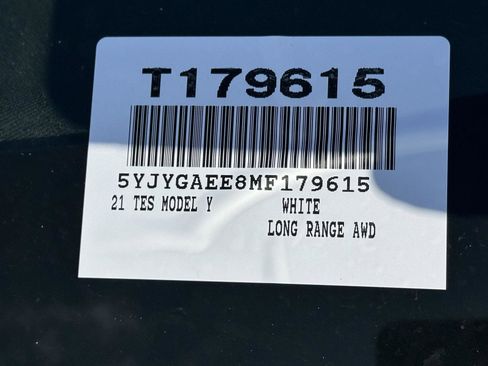 T179615
5YJYGAEE8MF179615
21 TES MODEL Y WHITE
LONG RANGE AWD